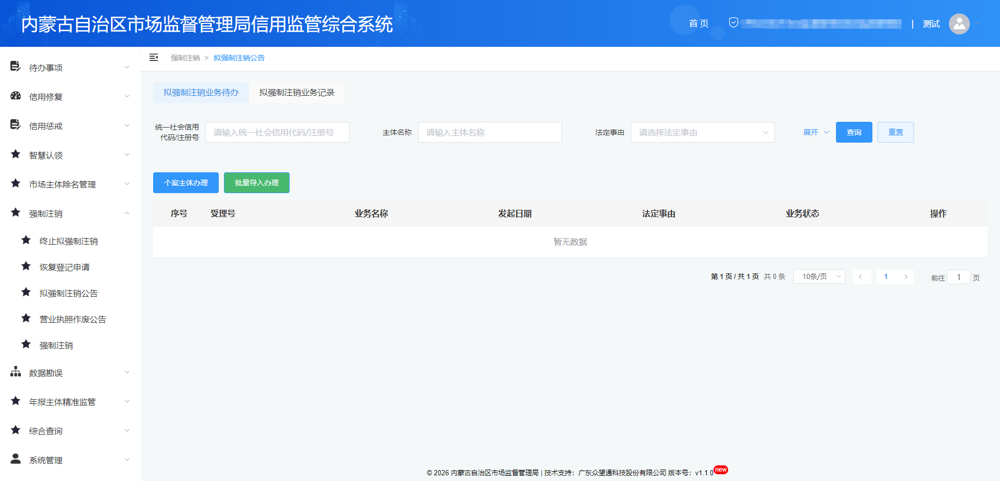 内蒙古自治区市场监督管理局信用监管综合系统
首页
| 测试
待办事项
信用修复
信用惩戒
智慧认领
市场主体除名管理
强制注销
终止拟强制注销
恢复登记申请
拟强制注销公告
营业执照作废公告
强制注销
数据勘误
年报主体精准监管
综合查询
系统管理
强制注销 > 拟强制注销公告
拟强制注销业务待办 拟强制注销业务记录
统一社会信用
代码/注册号
请输入统一社会信用代码/注册号
主体名称 请输入主体名称
法定事由 请选择法定事由
展开 查询 重置
个案主体办理 批量导入办理
序号 受理号 业务名称 发起日期 法定事由 业务状态 操作
暂无数据
第 1 页 / 共 1 页 共 0 条 10条/页 1 前往 1 页
© 2026 内蒙古自治区市场监督管理局 | 技术支持：广东众望通科技股份有限公司 版本号：v1.1.0 new